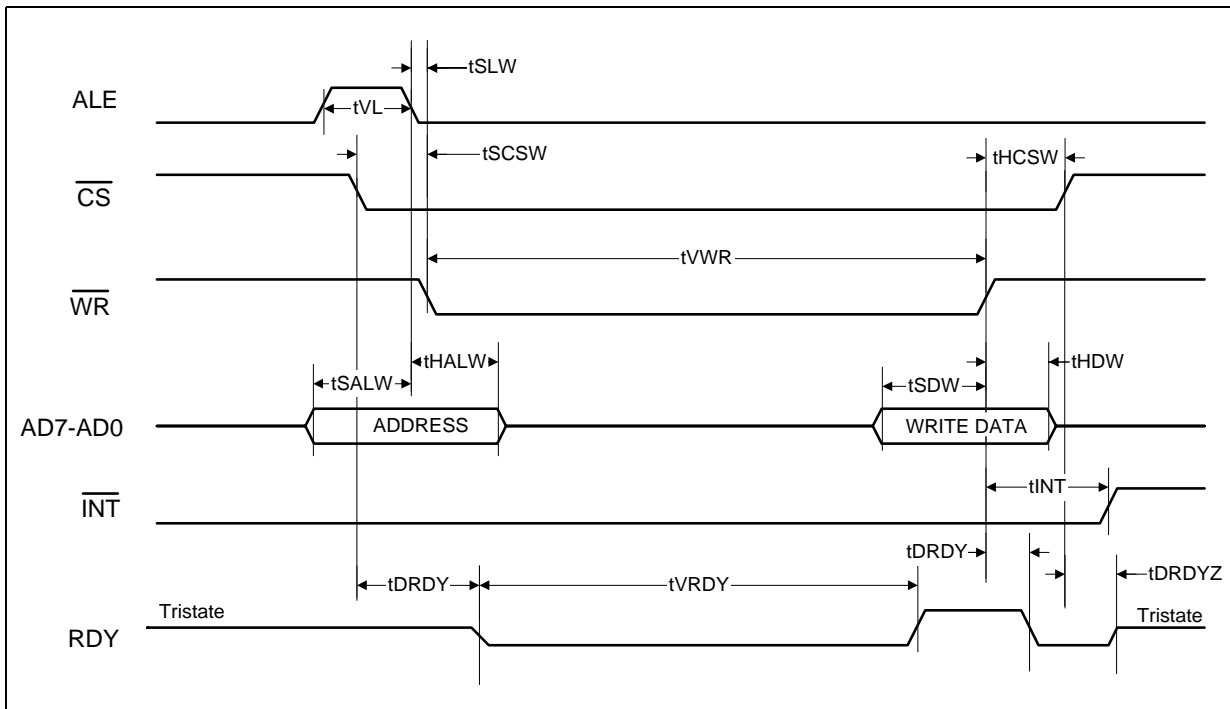 tSLW
ALE
tVL
tSCSW
tHCSW
CS
tVWR
WR
tHALW
tSALW
tHDW
tSDW
AD7-AD0
ADDRESS
WRITE DATA
tINT
INT
tDRDY
tDRDY
tVRDY
tDRDYZ
Tristate
Tristate
RDY